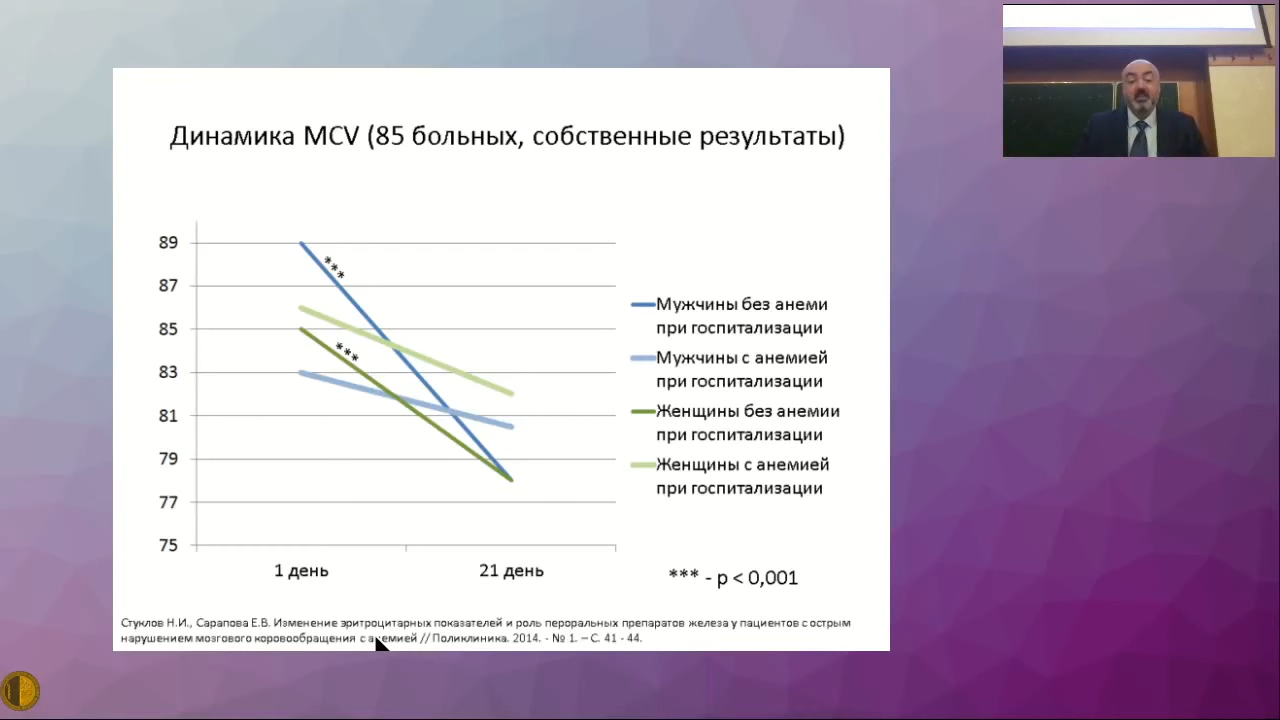 Динамика MCV (85 больных, собственные результаты)
89
87
85
83
81
79
77
75
***
***
1 день
21 день
Мужчины без анеми
при госпитализации
Мужчины с анемией
при госпитализации
Женщины без анемии
при госпитализации
Женщины с анемией
при госпитализации
*** - p < 0,001
Стуклов Н.И., Сарапова Е.В. Изменение эритроцитарных показателей и роль пероральных препаратов железа у пациентов с острым
нарушением мозгового коровообращения с анемией // Поликлиника. 2014. - № 1. – С. 41 - 44.